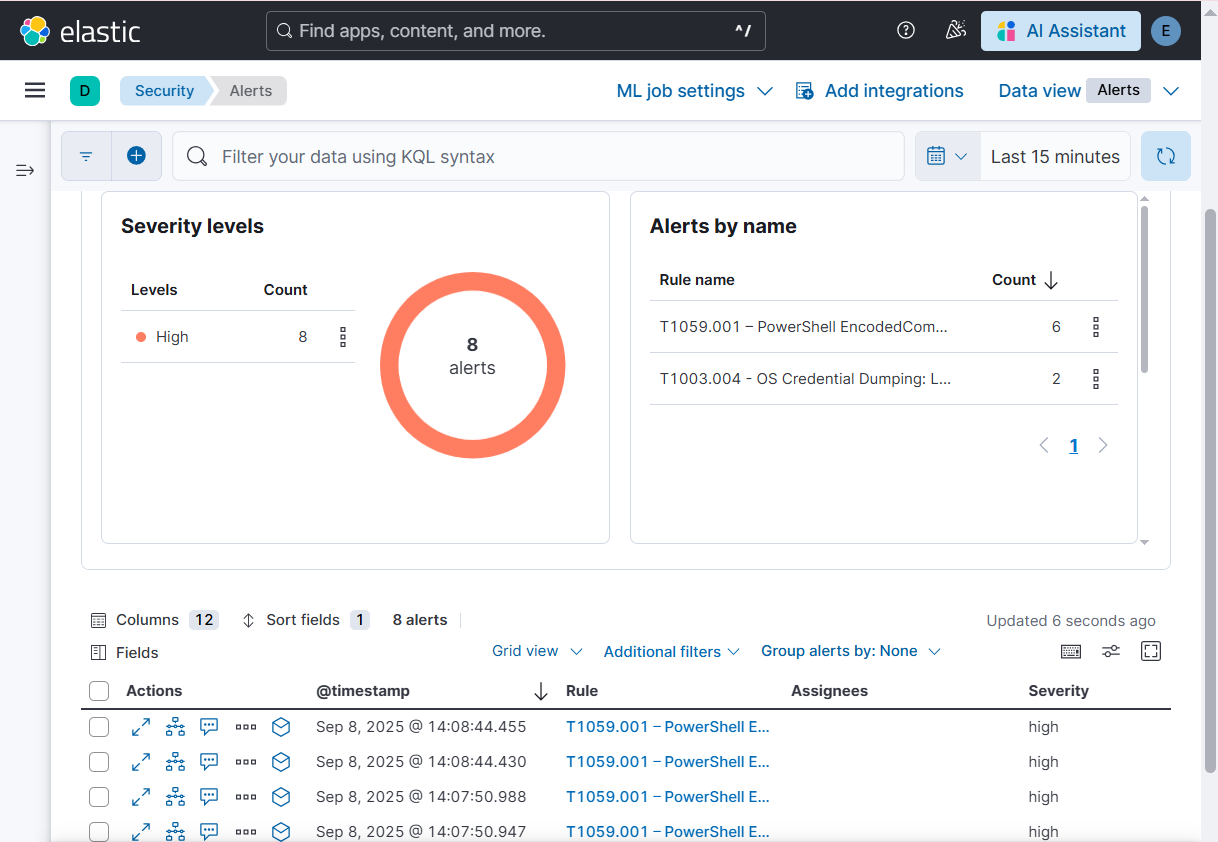 elastic Find apps, content, and more. ^/ AI Assistant E
D Security Alerts ML job settings Add integrations Data view Alerts
Filter your data using KQL syntax Last 15 minutes
Severity levels
Levels Count
High 8
8
alerts
Alerts by name
Rule name Count
T1059.001 – PowerShell EncodedCom... 6
T1003.004 - OS Credential Dumping: L... 2
1
Columns 12 Sort fields 1 8 alerts Updated 6 seconds ago
Fields Grid view Additional filters Group alerts by: None
Actions @timestamp Rule Assignees Severity
Sep 8, 2025 @ 14:08:44.455 T1059.001 – PowerShell E... high
Sep 8, 2025 @ 14:08:44.430 T1059.001 – PowerShell E... high
Sep 8, 2025 @ 14:07:50.988 T1059.001 – PowerShell E... high
Sep 8, 2025 @ 14:07:50.947 T1059.001 – PowerShell E... high